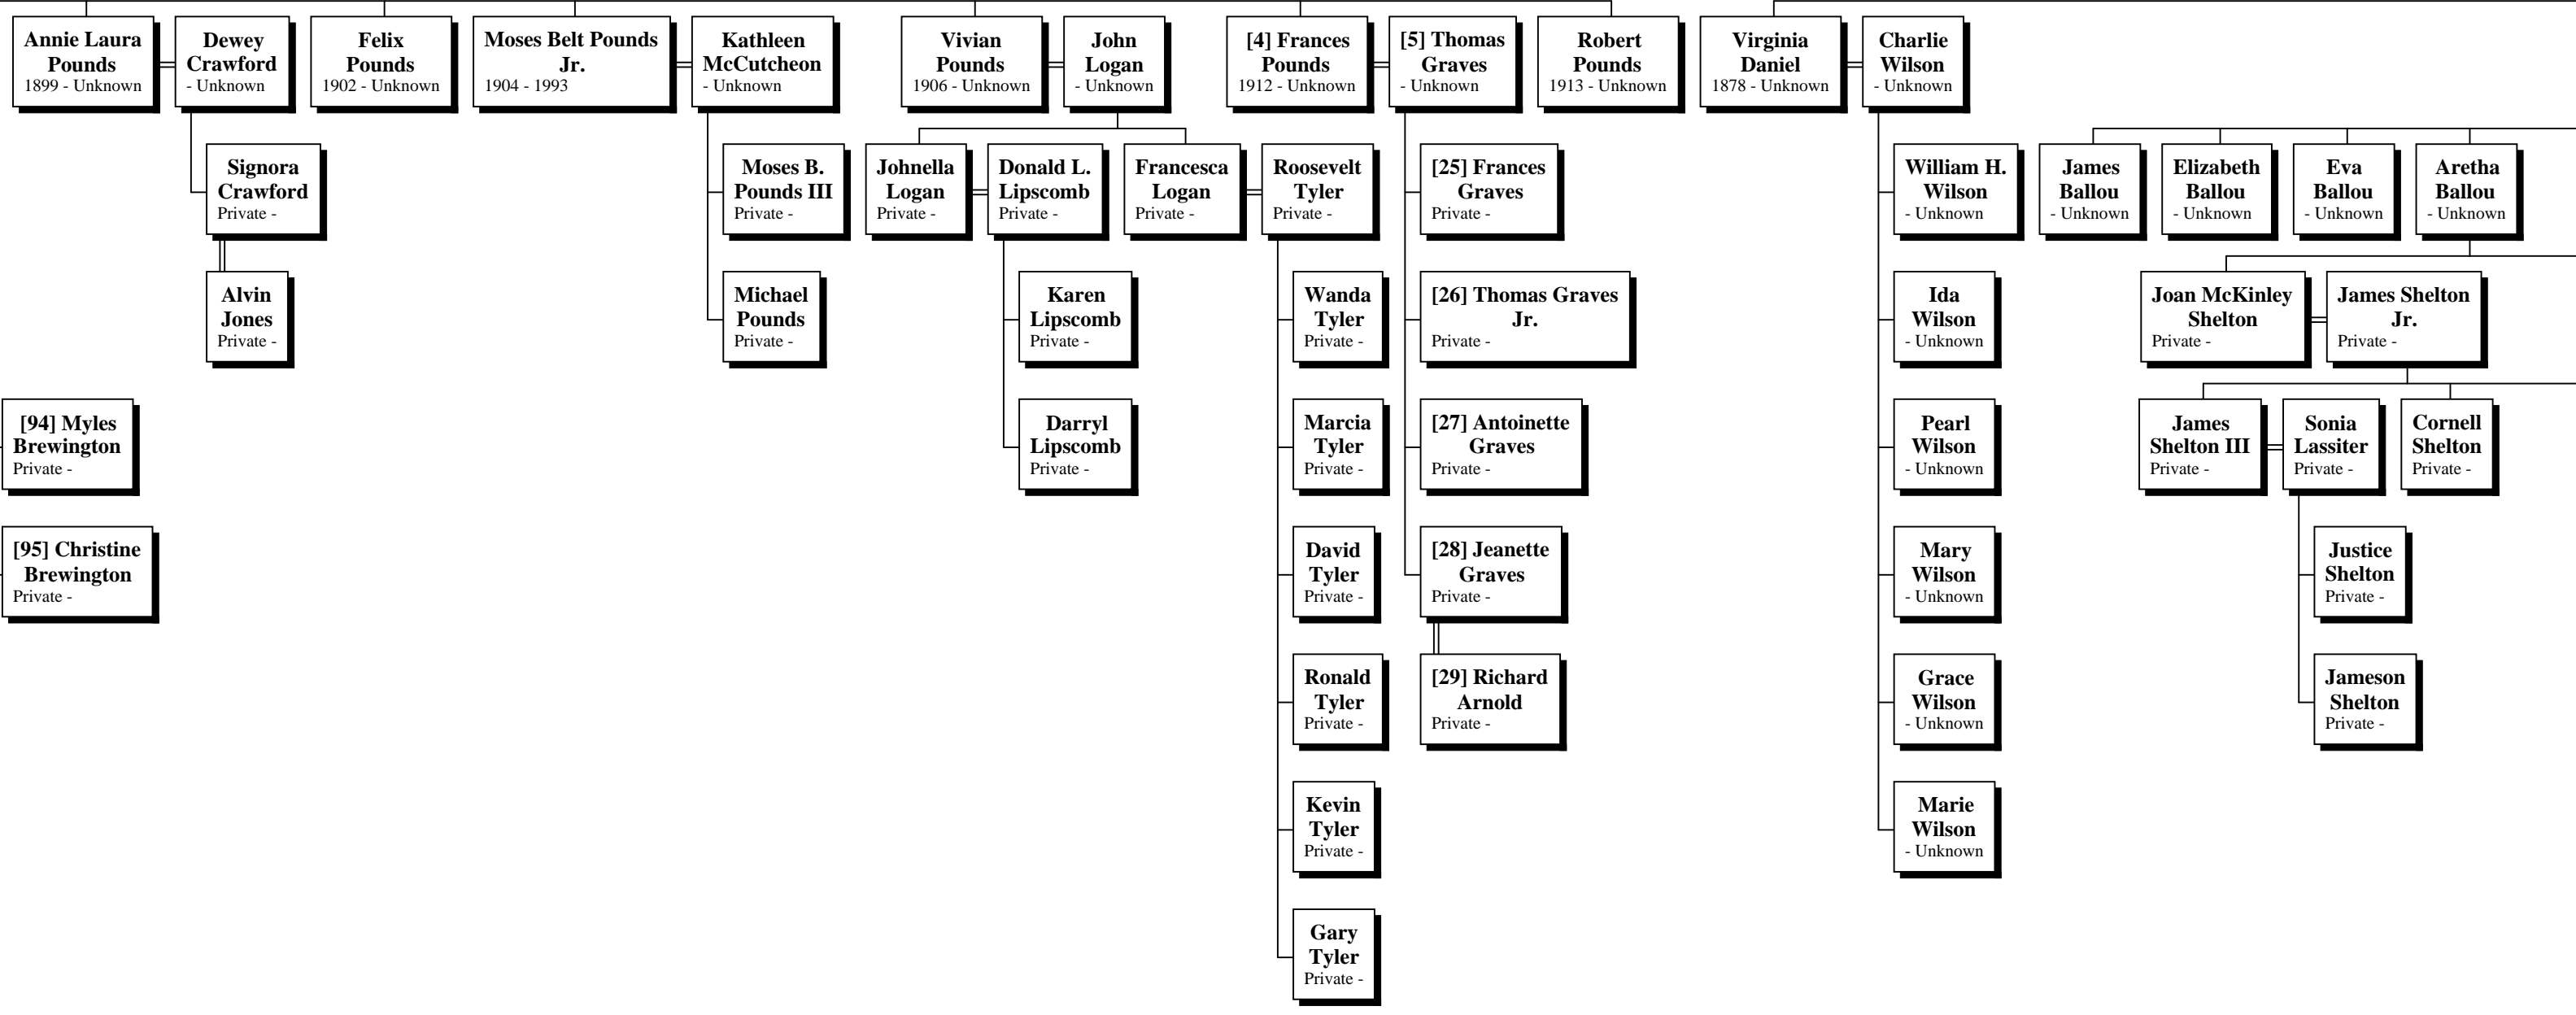 Annie Laura
Pounds
1899 - Unknown
Dewey
Crawford
- Unknown
Felix
Pounds
1902 - Unknown
Moses Belt Pounds
Jr.
1904 - 1993
Kathleen
McCutcheon
- Unknown
Vivian
Pounds
1906 - Unknown
John
Logan
- Unknown
[4] Frances
Pounds
1912 - Unknown
[5] Thomas
Graves
- Unknown
Robert
Pounds
1913 - Unknown
Virginia
Daniel
1878 - Unknown
Charlie
Wilson
- Unknown
Signora
Crawford
Private -
Moses B.
Pounds III
Private -
Johnella
Logan
Private -
Donald L.
Lipscomb
Private -
Francesca
Logan
Private -
Roosevelt
Tyler
Private -
[25] Frances
Graves
Private -
William H.
Wilson
- Unknown
James
Ballou
- Unknown
Elizabeth
Ballou
- Unknown
Eva
Ballou
- Unknown
Aretha
Ballou
- Unknown
Alvin
Jones
Private -
Michael
Pounds
Private -
Karen
Lipscomb
Private -
Wanda
Tyler
Private -
[26] Thomas Graves
Jr.
Private -
Ida
Wilson
- Unknown
Joan McKinley
Shelton
Private -
James Shelton
Jr.
Private -
[94] Myles
Brewington
Private -
Darryl
Lipscomb
Private -
Marcia
Tyler
Private -
[27] Antoinette
Graves
Private -
Pearl
Wilson
- Unknown
James
Shelton III
Private -
Sonia
Lassiter
Private -
Cornell
Shelton
Private -
[95] Christine
Brewington
Private -
David
Tyler
Private -
[28] Jeanette
Graves
Private -
Mary
Wilson
- Unknown
Justice
Shelton
Private -
Ronald
Tyler
Private -
[29] Richard
Arnold
Private -
Grace
Wilson
- Unknown
Jameson
Shelton
Private -
Kevin
Tyler
Private -
Marie
Wilson
- Unknown
Gary
Tyler
Private -